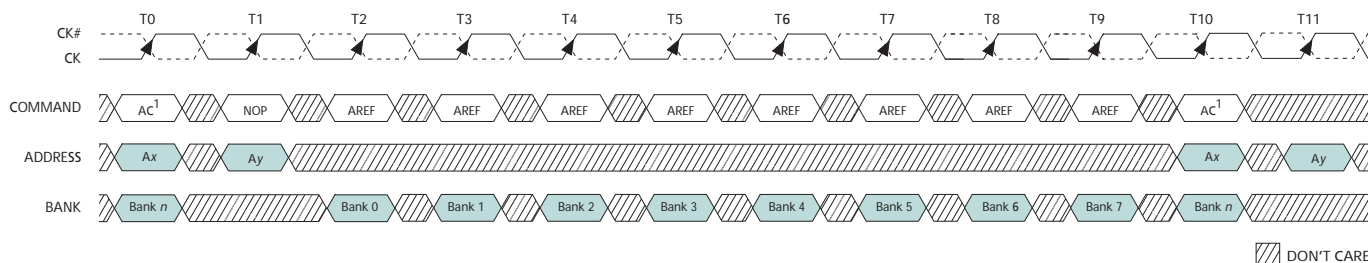 T0 T1 T2 T3 T4 T5 T6 T7 T8 T9 T10 T11
CK#
CK
COMMAND AC1 NOP AREF AREF AREF AREF AREF AREF AREF AREF AC1
ADDRESS Ax Ay Ax Ay
BANK Bank n Bank 0 Bank 1 Bank 2 Bank 3 Bank 4 Bank 5 Bank 6 Bank 7 Bank n
DON'T CARE